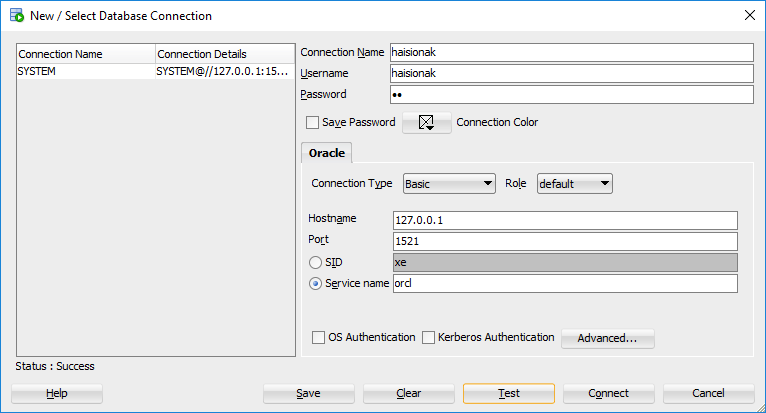 New / Select Database Connection
Connection Name Connection Details
SYSTEM SYSTEM@//127.0.0.1:15...
Connection Name haisionak
Username haisionak
Password ••
Save Password Connection Color
Oracle
Connection Type Basic Role default
Hostname 127.0.0.1
Port 1521
SID xe
Service name orcl
OS Authentication Kerberos Authentication Advanced...
Status : Success
Help Save Clear Test Connect Cancel